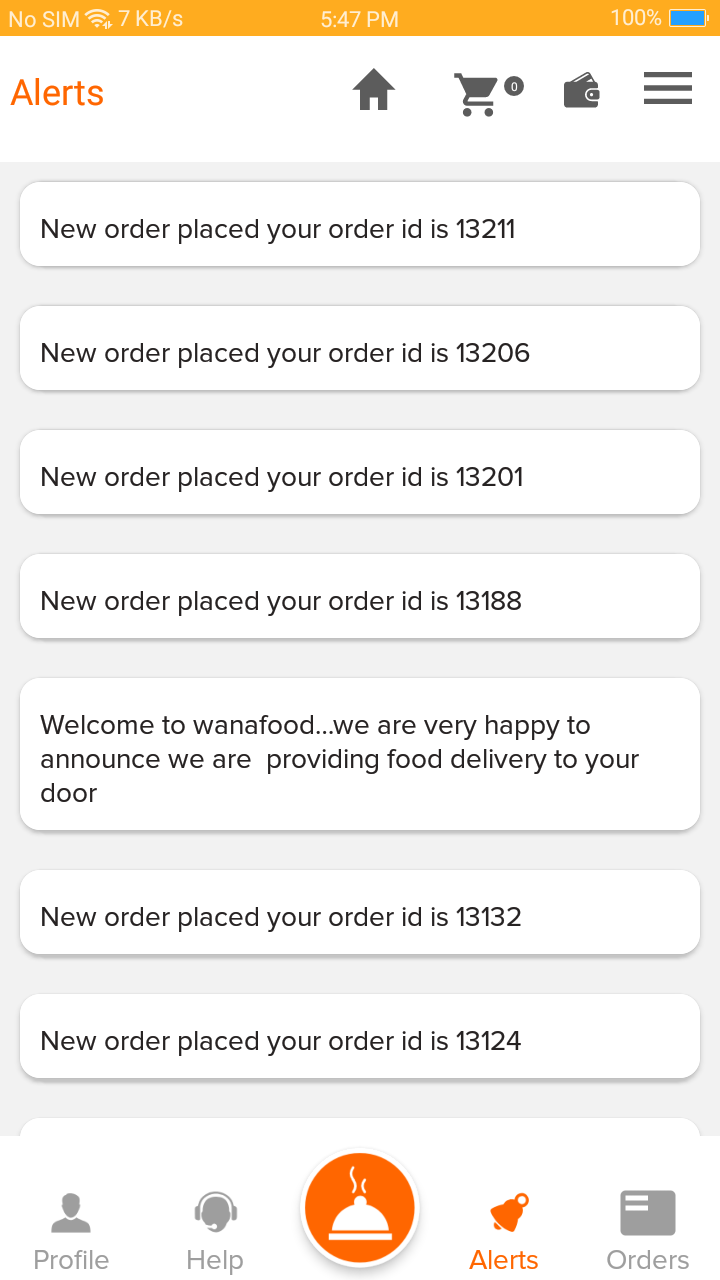 No SIM 7 KB/s 5:47 PM 100%
Alerts 0
New order placed your order id is 13211
New order placed your order id is 13206
New order placed your order id is 13201
New order placed your order id is 13188
Welcome to wanafood...we are very happy to
announce we are  providing food delivery to your
door
New order placed your order id is 13132
New order placed your order id is 13124
Profile Help Alerts Orders